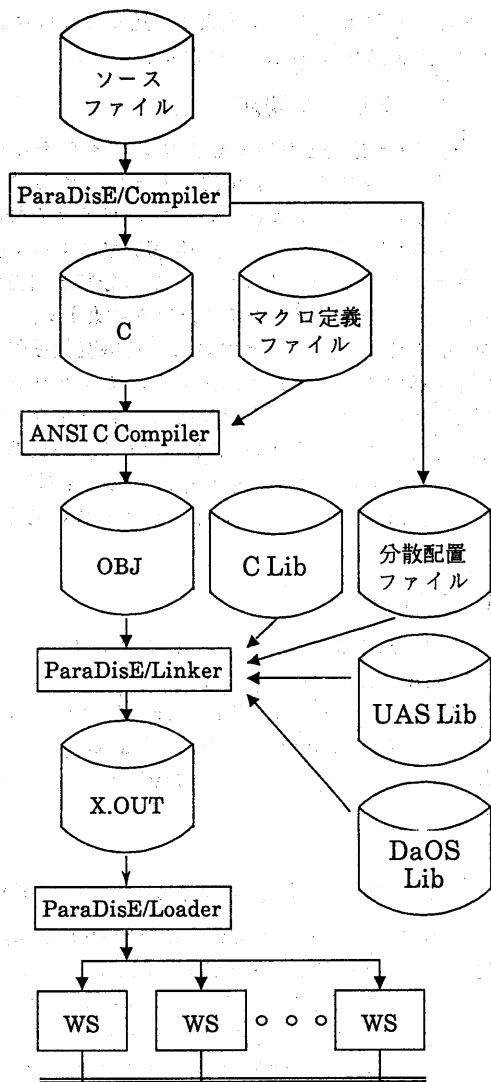 ソース
ファイル
ParaDisE/Compiler
C
マクロ定義
ファイル
ANSI C Compiler
OBJ
C Lib
分散配置
ファイル
ParaDisE/Linker
UAS Lib
X.OUT
DaOS
Lib
ParaDisE/Loader
WS
WS
WS